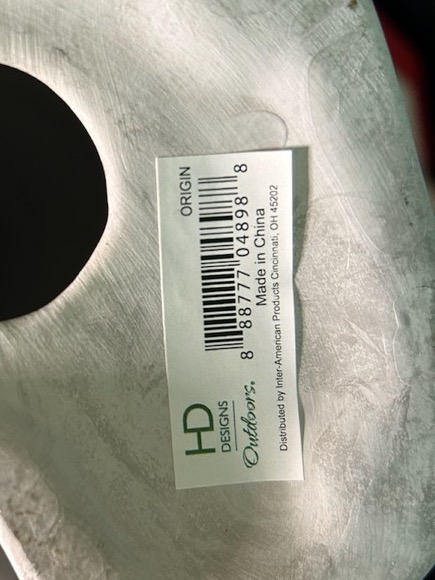 HD
DESIGNS
Outdoors.
ORIGIN
8 88777 04898 8
Made in China
Distributed by Inter-American Products Cincinnati, OH 45202